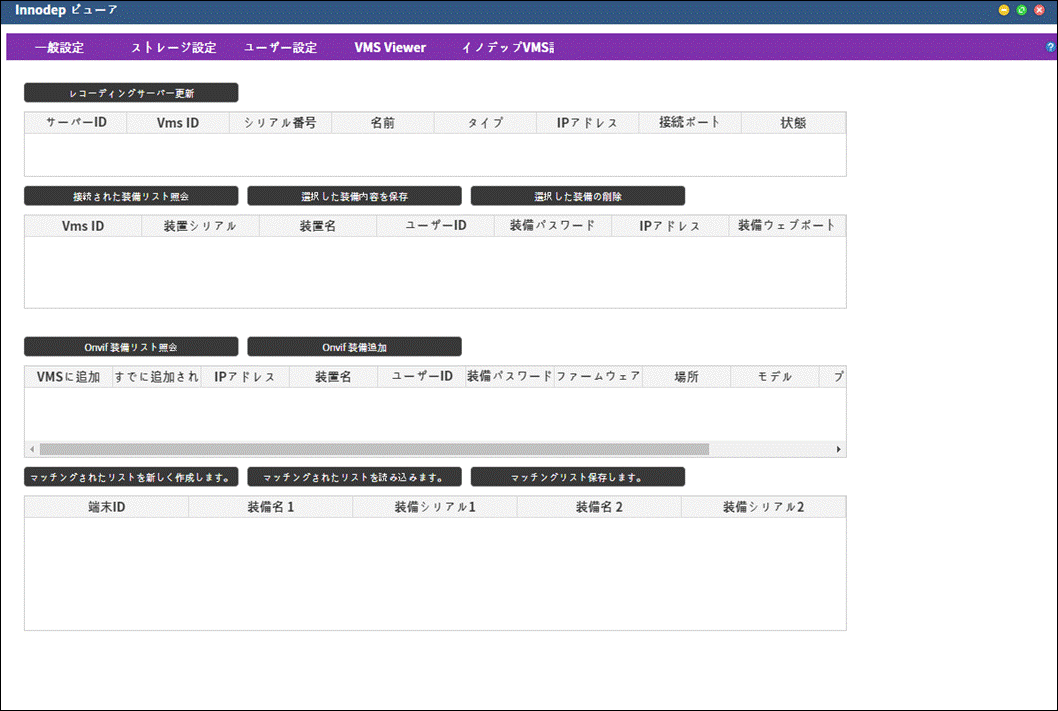 Innodep ビューア
一般設定 ストレージ設定 ユーザー設定 VMS Viewer イノデップVMS
レコーディングサーバー更新
サーバーID Vms ID シリアル番号 名前 タイプ IPアドレス 接続ポート 状態
接続された装備リスト照会 選択した装備内容を保存 選択した装備の削除
Vms ID 装置シリアル 装置名 ユーザーID 装備パスワード IPアドレス 装備ウェブポート
Onvif 装備リスト照会 Onvif 装備追加
VMSに追加 すでに追加され IPアドレス 装置名 ユーザーID 装備パスワード ファームウェア 場所 モデル プ
マッチングされたリストを新しく作成します。 マッチングされたリストを読み込みます。 マッチングリスト保存します。
端末ID 装備名 1 装備シリアル1 装備名 2 装備シリアル2